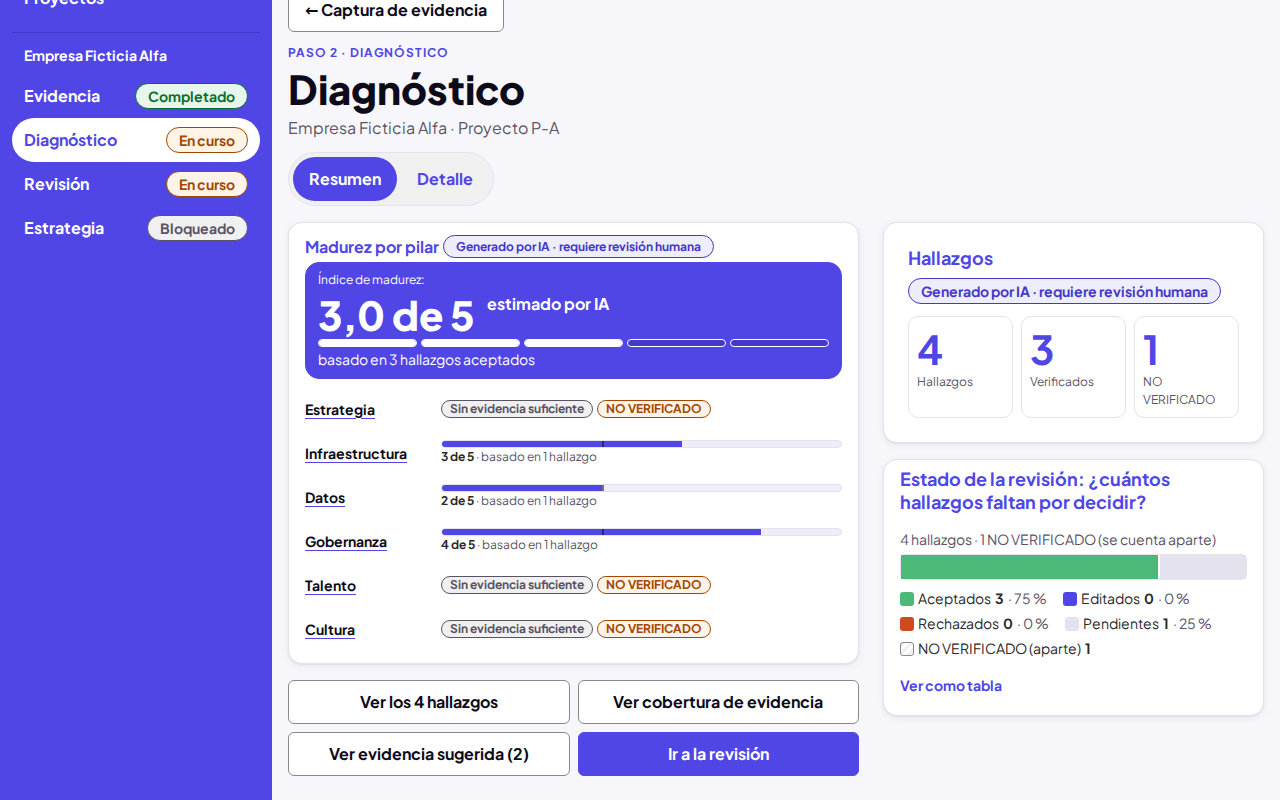 Proyectos
Empresa Ficticia Alfa
Evidencia Completado
Diagnóstico En curso
Revisión En curso
Estrategia Bloqueado
← Captura de evidencia
PASO 2 · DIAGNÓSTICO
Diagnóstico
Empresa Ficticia Alfa · Proyecto P-A
Resumen Detalle
Madurez por pilar Generado por IA · requiere revisión humana
Índice de madurez:
3,0 de 5 estimado por IA
basado en 3 hallazgos aceptados
Estrategia Sin evidencia suficiente NO VERIFICADO
Infraestructura
3 de 5 · basado en 1 hallazgo
Datos
2 de 5 · basado en 1 hallazgo
Gobernanza
4 de 5 · basado en 1 hallazgo
Talento Sin evidencia suficiente NO VERIFICADO
Cultura Sin evidencia suficiente NO VERIFICADO
Ver los 4 hallazgos Ver cobertura de evidencia
Ver evidencia sugerida (2) Ir a la revisión
Hallazgos
Generado por IA · requiere revisión humana
4 3 1
Hallazgos Verificados NO
VERIFICADO
Estado de la revisión: ¿cuántos
hallazgos faltan por decidir?
4 hallazgos · 1 NO VERIFICADO (se cuenta aparte)
Aceptados 3 · 75 % Editados 0 · 0 %
Rechazados 0 · 0 % Pendientes 1 · 25 %
NO VERIFICADO (aparte) 1
Ver como tabla